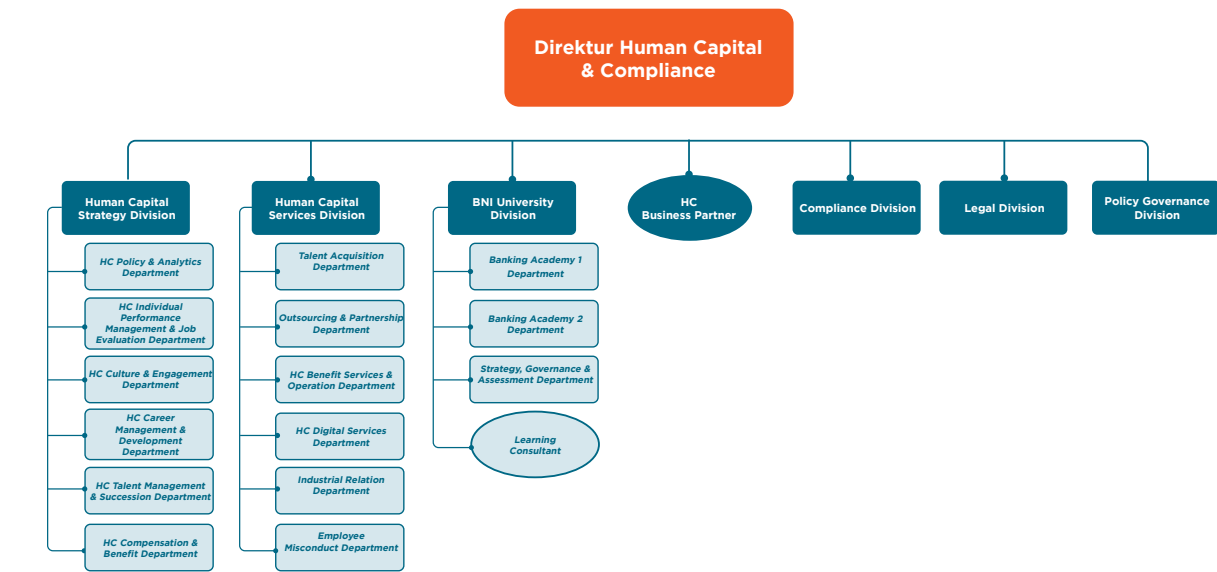 Direktur Human Capital
& Compliance
Human Capital
Strategy Division
Human Capital
Services Division
BNI University
Division
HC
Business Partner
Compliance Division
Legal Division
Policy Governance
Division
HC Policy & Analytics
Department
HC Individual
Performance
Management & Job
Evaluation Department
HC Culture & Engagement
Department
HC Career
Management &
Development
Department
HC Talent Management
& Succession Department
HC Compensation &
Benefit Department
Talent Acquisition
Department
Outsourcing & Partnership
Department
HC Benefit Services &
Operation Department
HC Digital Services
Department
Industrial Relation
Department
Employee
Misconduct Department
Banking Academy 1
Department
Banking Academy 2
Department
Strategy, Governance &
Assessment Department
Learning
Consultant